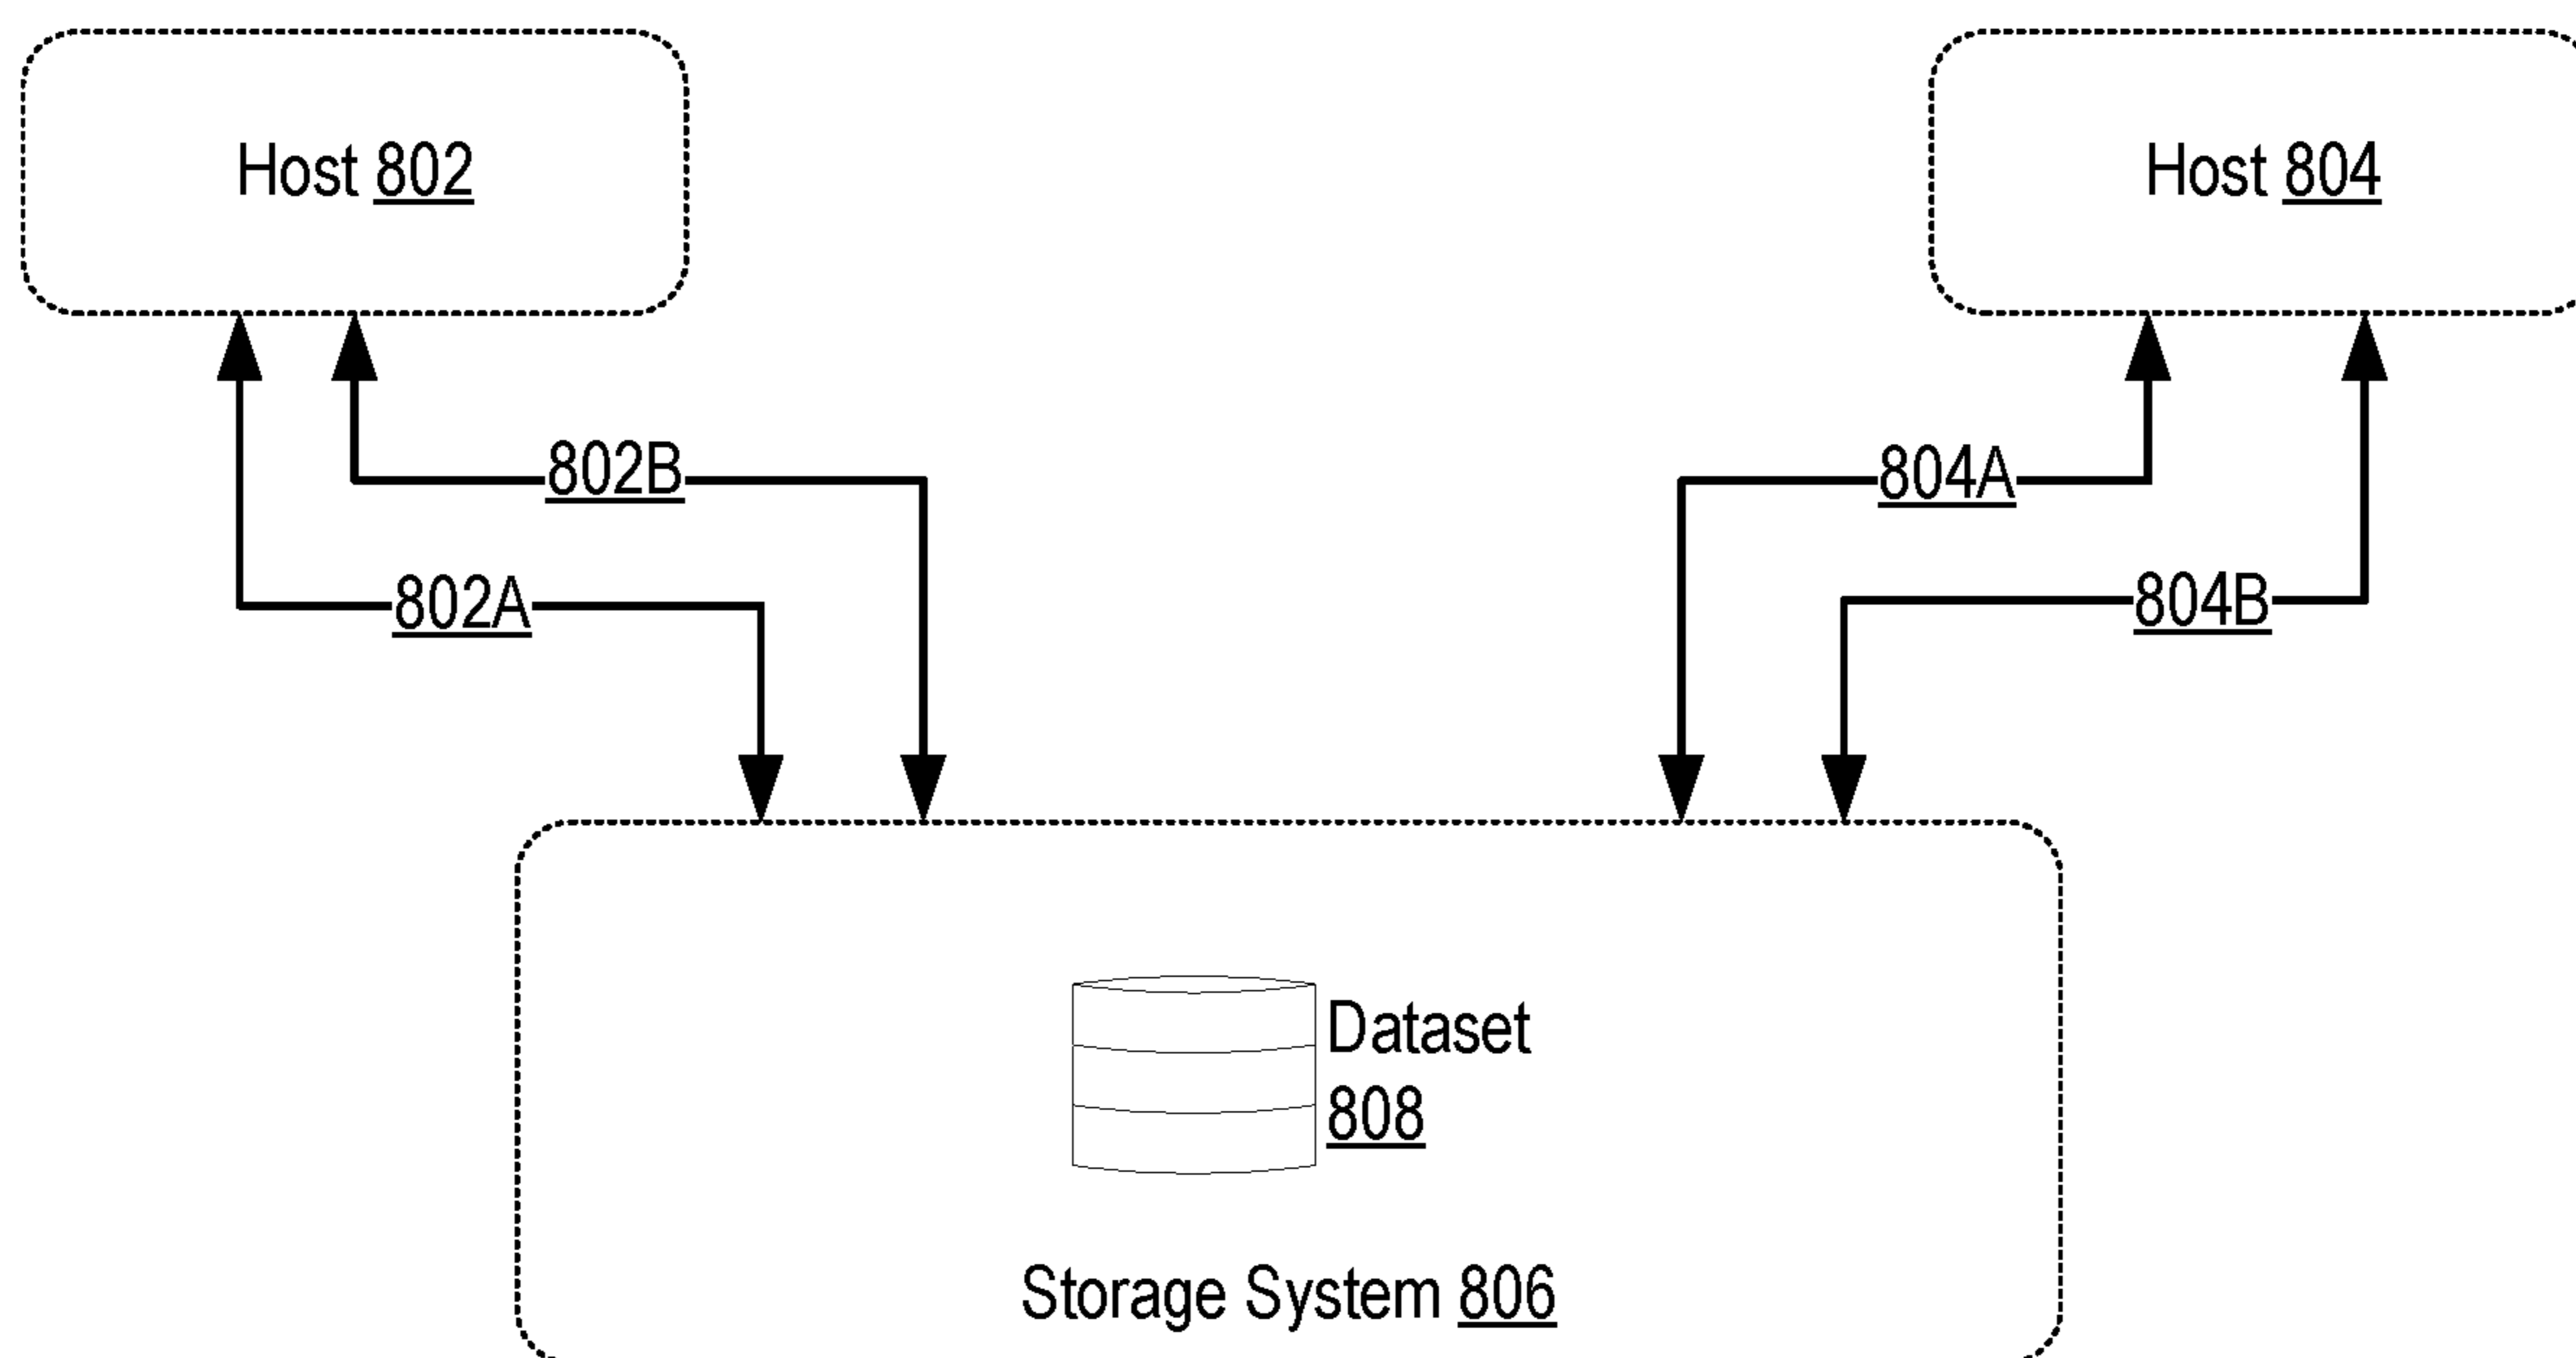 Host 802
Host 804
802B
804A
802A
804B
Dataset
808
Storage System 806